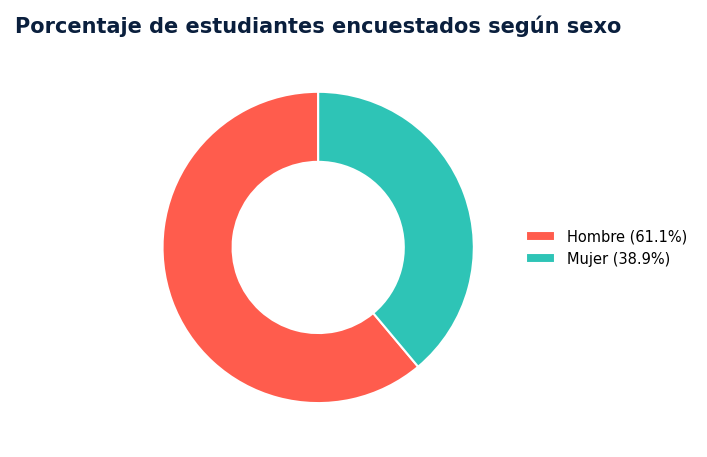 Porcentaje de estudiantes encuestados según sexo
Hombre (61.1%)
Mujer (38.9%)